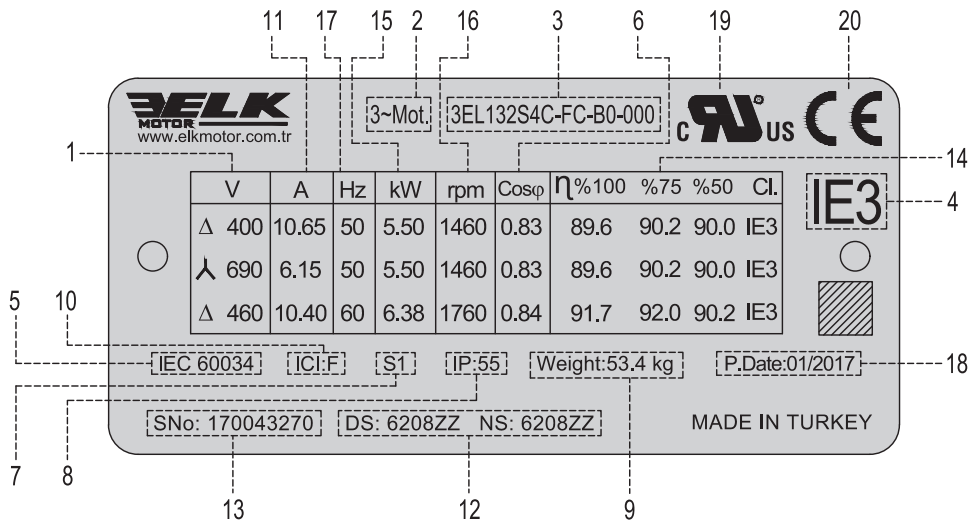 11 17 15 2 16 3 6 19 20
ELK
MOTOR
www.elkmotor.com.tr
3~Mot.
3EL132S4C-FC-B0-000
c RU ® US CE
1
14
V A Hz kW rpm Cosφ η%100 %75 %50 Cl.
IE3
4
Δ 400 10.65 50 5.50 1460 0.83 89.6 90.2 90.0 IE3
⅄ 690 6.15 50 5.50 1460 0.83 89.6 90.2 90.0 IE3
Δ 460 10.40 60 6.38 1760 0.84 91.7 92.0 90.2 IE3
5 10
IEC 60034 ICI:F S1 IP:55 Weight:53.4 kg P.Date:01/2017
18
SNo: 170043270 DS: 6208ZZ NS: 6208ZZ MADE IN TURKEY
7 8 13 12 9